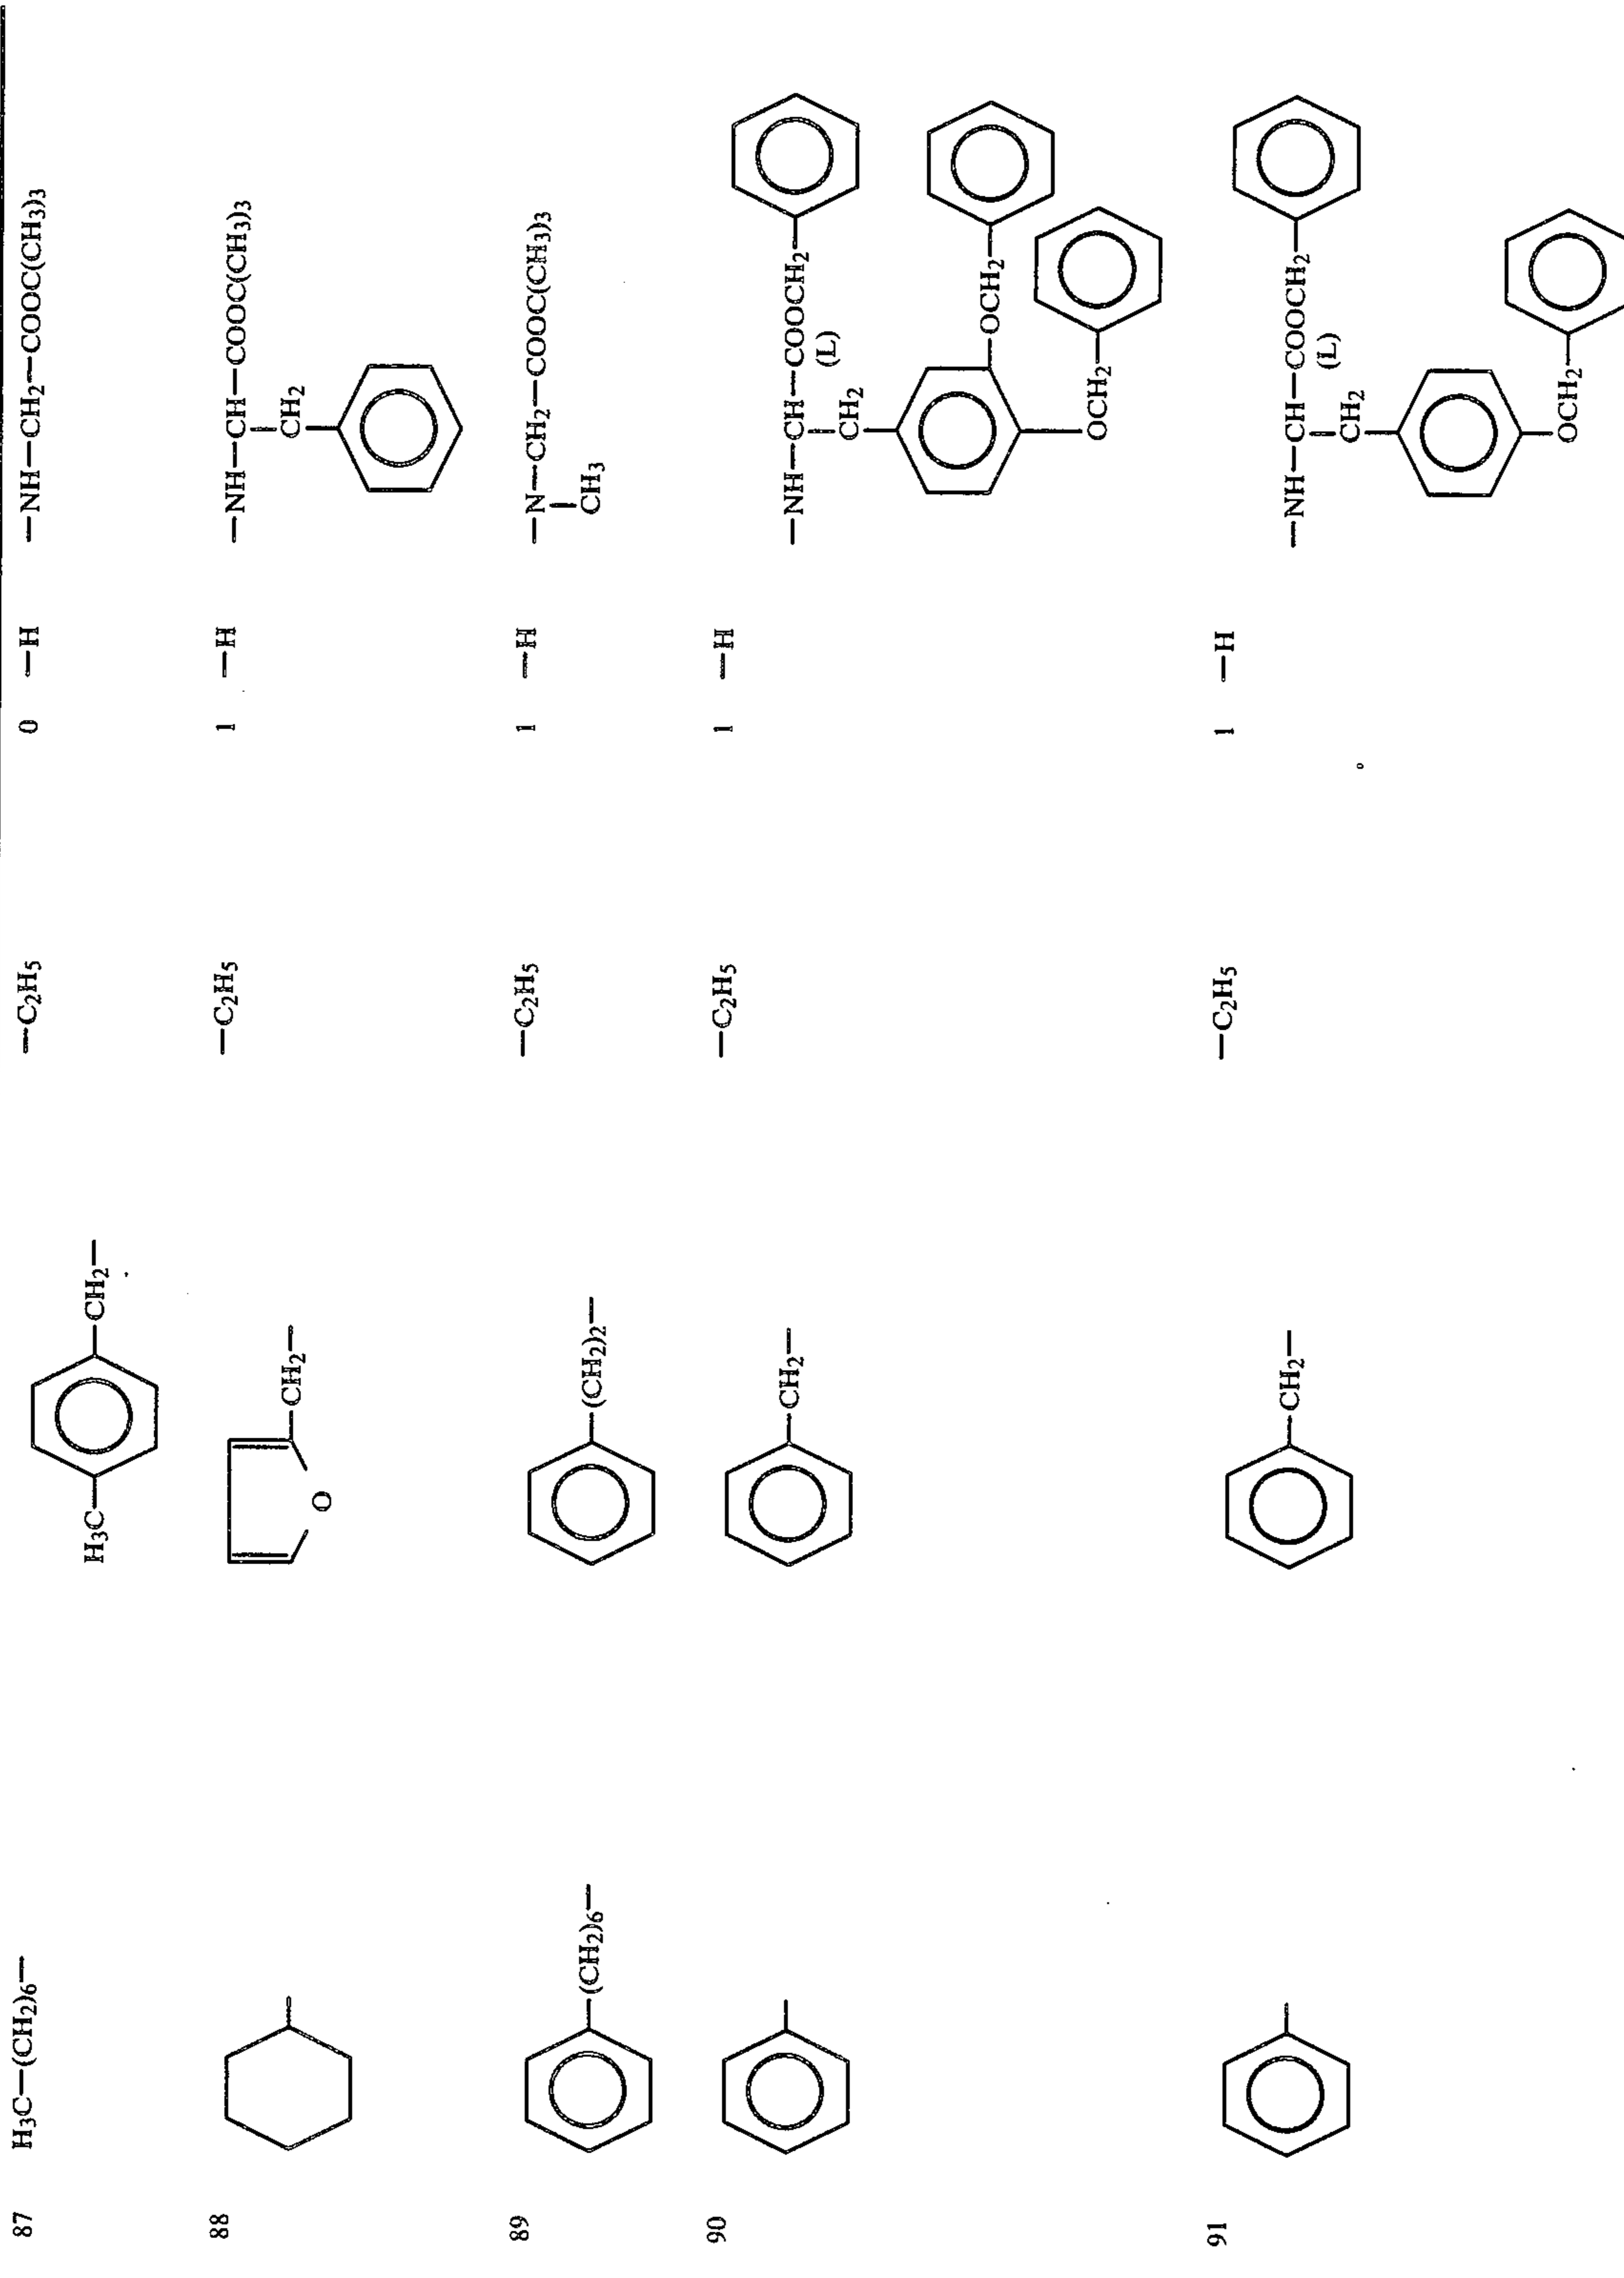 87 H3C—(CH2)6— H3C— —CH2— —C2H5 0 —H —NH—CH2—COOC(CH3)3
88 O —CH2— —C2H5 1 —H —NH—CH—COOC(CH3)3
CH2
89 —(CH2)6— —(CH2)2— —C2H5 1 —H —N—CH2—COOC(CH3)3
CH3
90 —CH2— —C2H5 1 —H —NH—CH—COOCH2—
(L)
CH2
OCH2—
OCH2—
91 —CH2— —C2H5 1 —H —NH—CH—COOCH2—
(L)
CH2
OCH2—